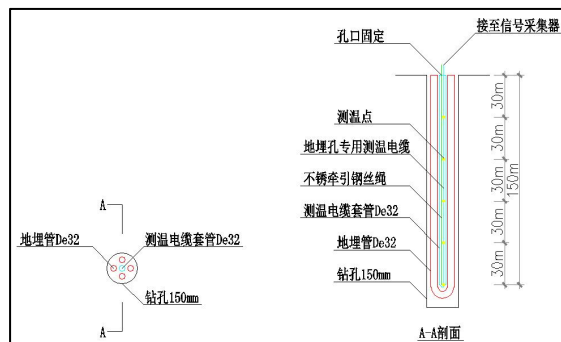 孔口固定
接至信号采集器
测温点
地埋孔专用测温电缆
不锈牵引钢丝绳
测温电缆套管De32
地埋管De32
钻孔150mm
30m
30m
30m
30m
30m
150m
A-A剖面
A
地埋管De32
测温电缆套管De32
钻孔150mm
A